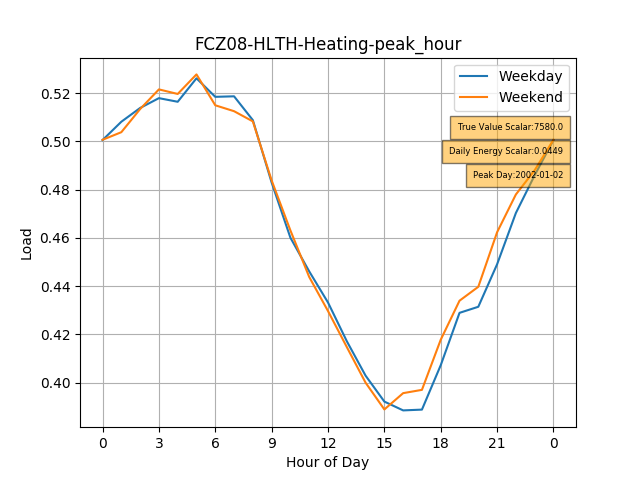 FCZ08-HLTH-Heating-peak_hour
Weekday
Weekend
True Value Scalar:7580.0
Daily Energy Scalar:0.0449
Peak Day:2002-01-02
Load
0.52
0.50
0.48
0.46
0.44
0.42
0.40
0 3 6 9 12 15 18 21 0
Hour of Day